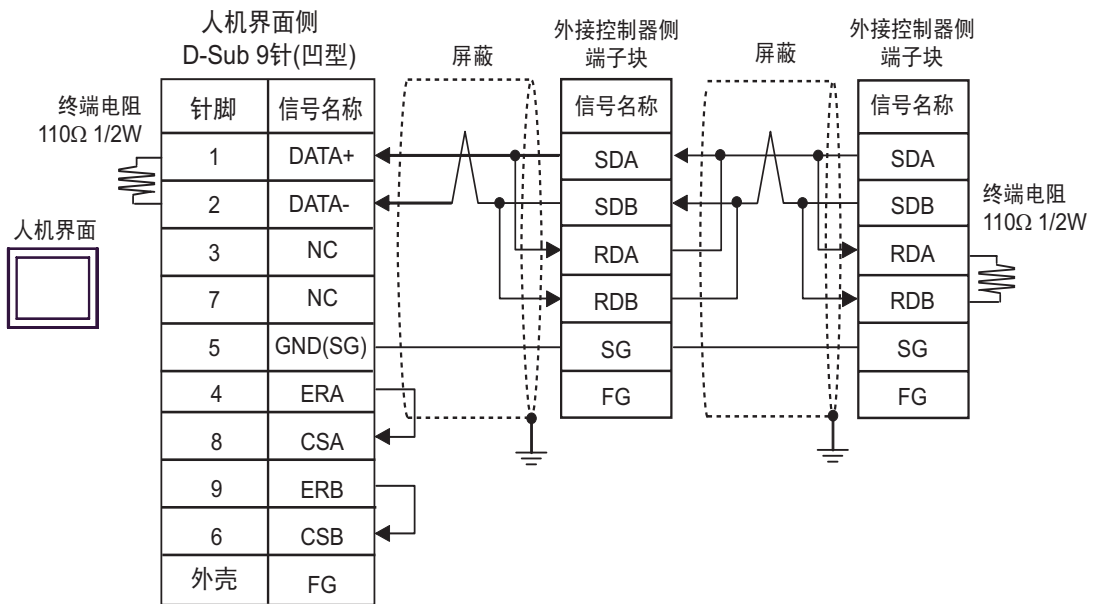 人机界面侧
D-Sub 9针(凹型)
屏蔽
外接控制器侧
端子块
屏蔽
外接控制器侧
端子块
终端电阻
110Ω 1/2W
人机界面
针脚 信号名称
1 DATA+
2 DATA-
3 NC
7 NC
5 GND(SG)
4 ERA
8 CSA
9 ERB
6 CSB
外壳 FG
信号名称
SDA
SDB
RDA
RDB
SG
FG
信号名称
SDA
SDB
RDA
RDB
SG
FG
终端电阻
110Ω 1/2W